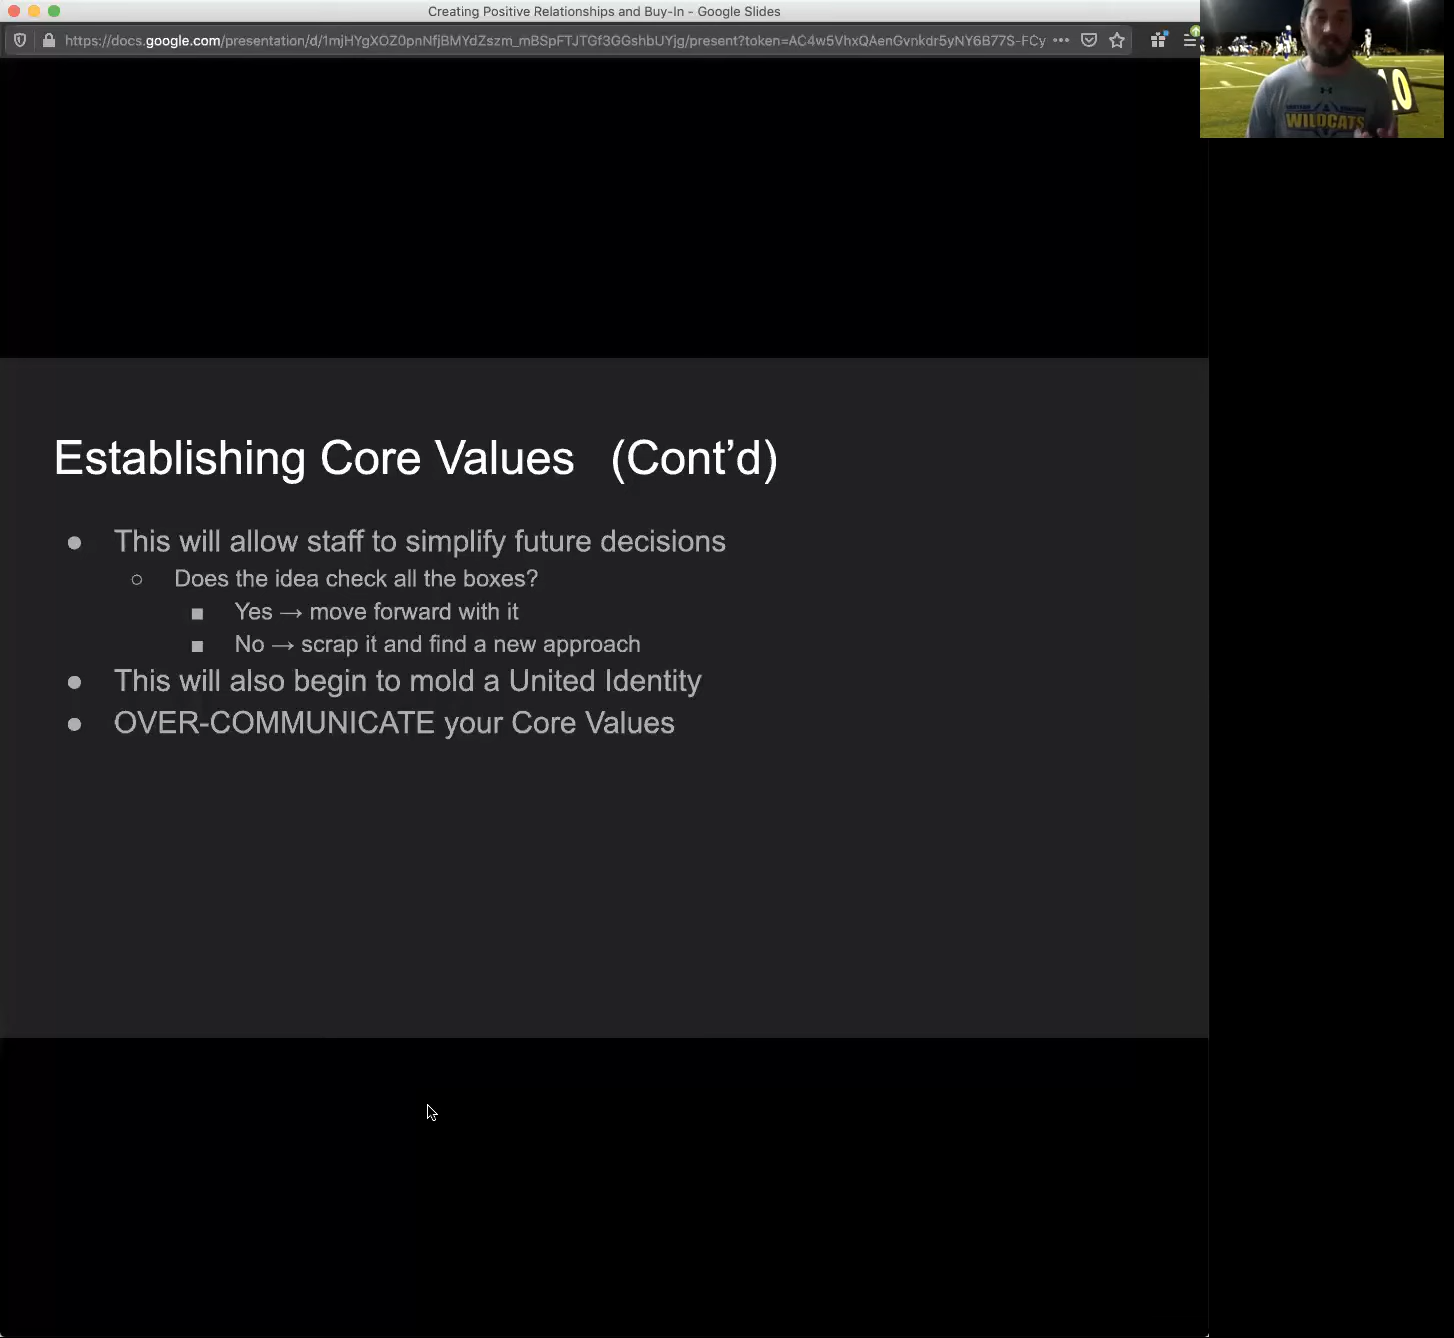 Creating Positive Relationships and Buy-In - Google Slides
https://docs.google.com/presentation/d/1mjHYgXOZ0pnNfjBMYdZszm_mBSpFTJTGf3GGshbUYjg/present?token=AC4w5VhxQAenGvnkdr5yNY6B77S-FCy
WILDCATS
Establishing Core Values (Cont’d)
● This will allow staff to simplify future decisions
○ Does the idea check all the boxes?
■ Yes → move forward with it
■ No → scrap it and find a new approach
● This will also begin to mold a United Identity
● OVER-COMMUNICATE your Core Values